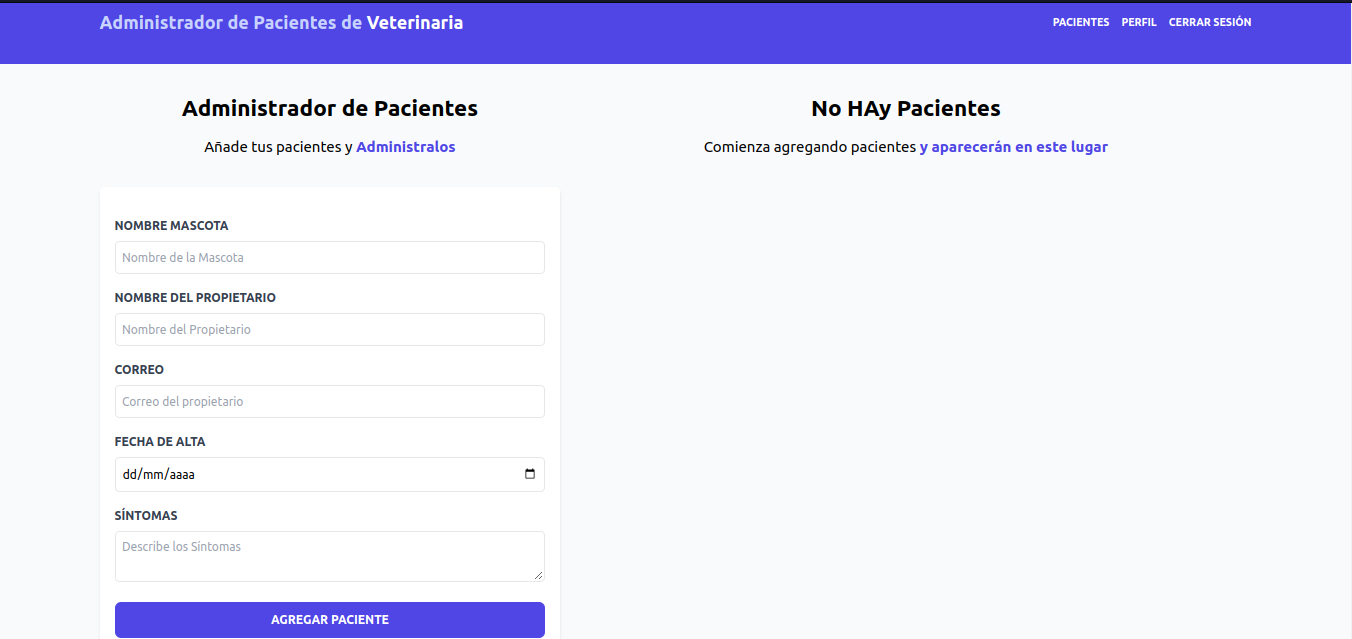 Administrador de Pacientes de Veterinaria
PACIENTES PERFIL CERRAR SESIÓN
Administrador de Pacientes
Añade tus pacientes y Administralos
NOMBRE MASCOTA
Nombre de la Mascota
NOMBRE DEL PROPIETARIO
Nombre del Propietario
CORREO
Correo del propietario
FECHA DE ALTA
dd/mm/aaaa
SÍNTOMAS
Describe los Síntomas
AGREGAR PACIENTE
No HAy Pacientes
Comienza agregando pacientes y aparecerán en este lugar